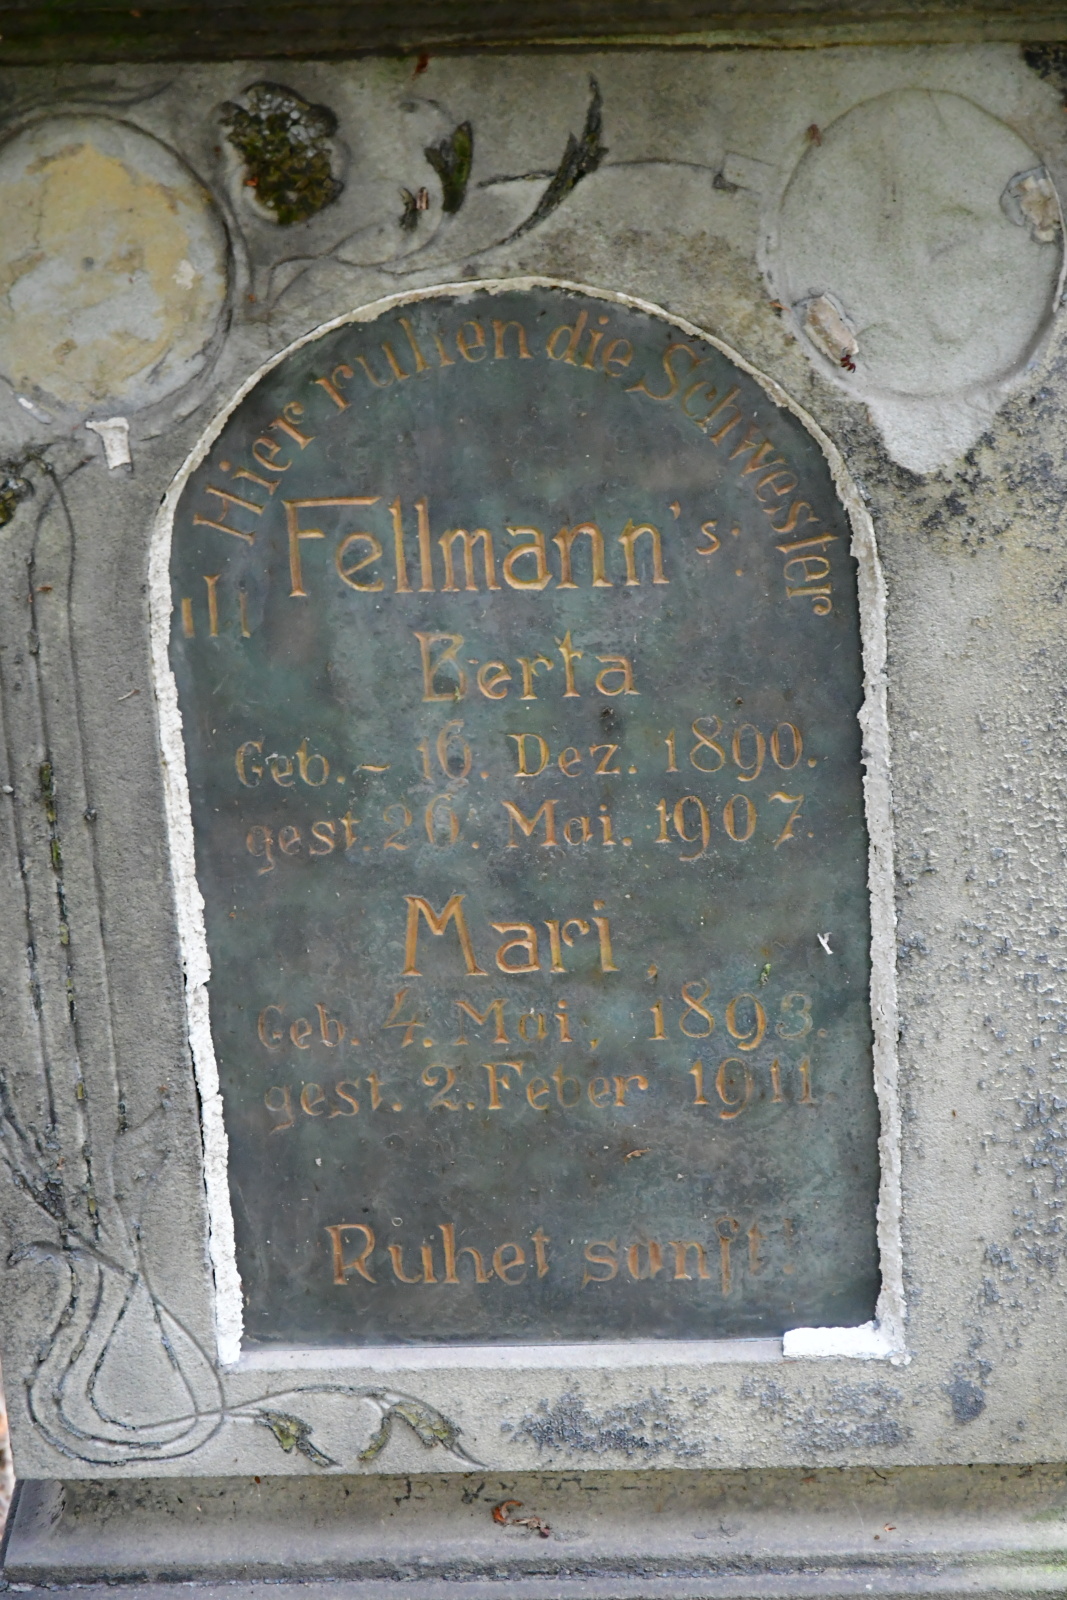 Hier ruhen die Schwester
Fellmann's:
Berta
Geb. - 16. Dez. 1890.
gest. 26. Mai. 1907.
Mari,
Geb. 4. Mai, 1893.
gest. 2. Feber 1911.
Ruhet sanft!